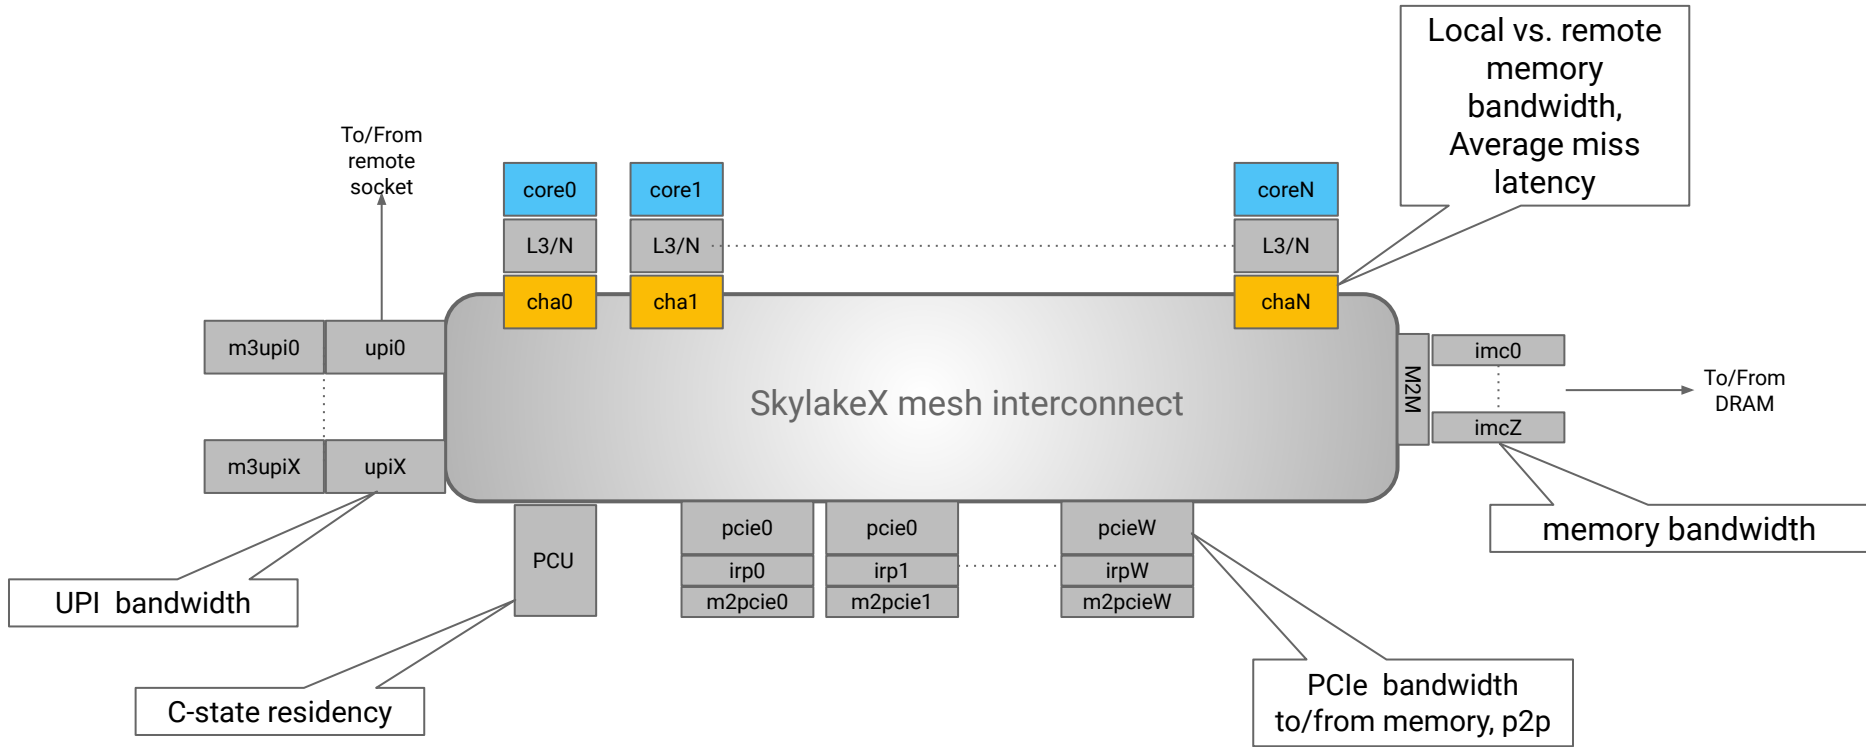 Local vs. remote
memory
bandwidth,
Average miss
latency
To/From
remote
socket
core0
core1
coreN
L3/N
L3/N
L3/N
cha0
cha1
chaN
m3upi0
upi0
m3upiX
upiX
SkylakeX mesh interconnect
M2M
imc0
imcZ
To/From
DRAM
memory bandwidth
PCU
pcie0
pcie0
pcieW
irp0
irp1
irpW
m2pcie0
m2pcie1
m2pcieW
UPI bandwidth
C-state residency
PCIe bandwidth
to/from memory, p2p